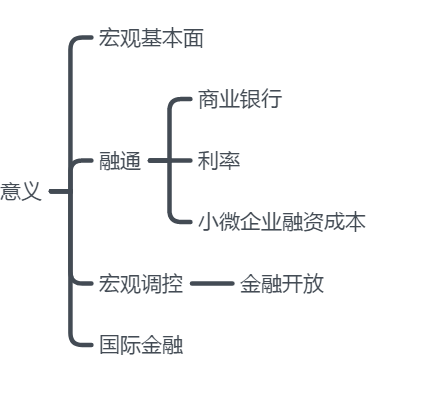 意义
宏观基本面
融通
商业银行
利率
小微企业融资成本
宏观调控
金融开放
国际金融